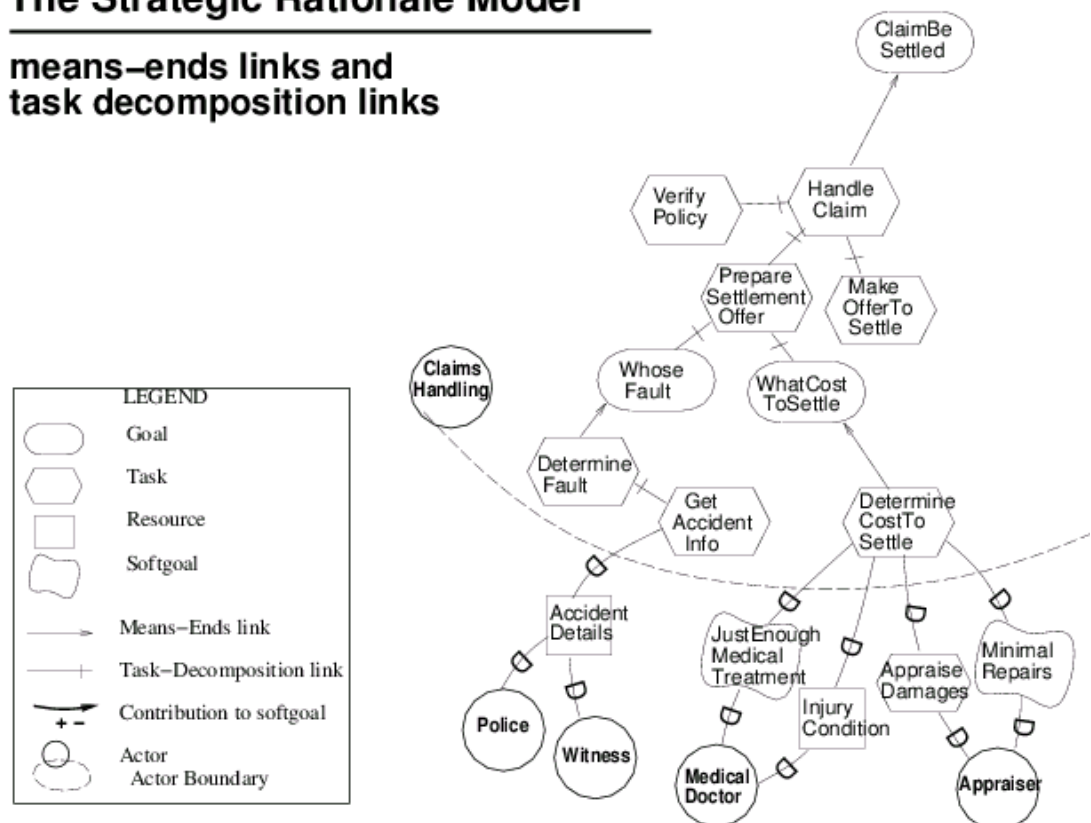 The Strategic Rationale Model
means–ends links and
task decomposition links
ClaimBe
Settled
Verify
Policy
Handle
Claim
Prepare
Settlement
Offer
Make
OfferTo
Settle
Claims
Handling
Whose
Fault
WhatCost
ToSettle
Determine
Fault
Get
Accident
Info
Determine
CostTo
Settle
Accident
Details
JustEnough
Medical
Treatment
Injury
Condition
Appraise
Damages
Minimal
Repairs
Police
Witness
Medical
Doctor
Appraiser
LEGEND
Goal
Task
Resource
Softgoal
Means–Ends link
Task–Decomposition link
Contribution to softgoal
+ –
Actor
Actor Boundary